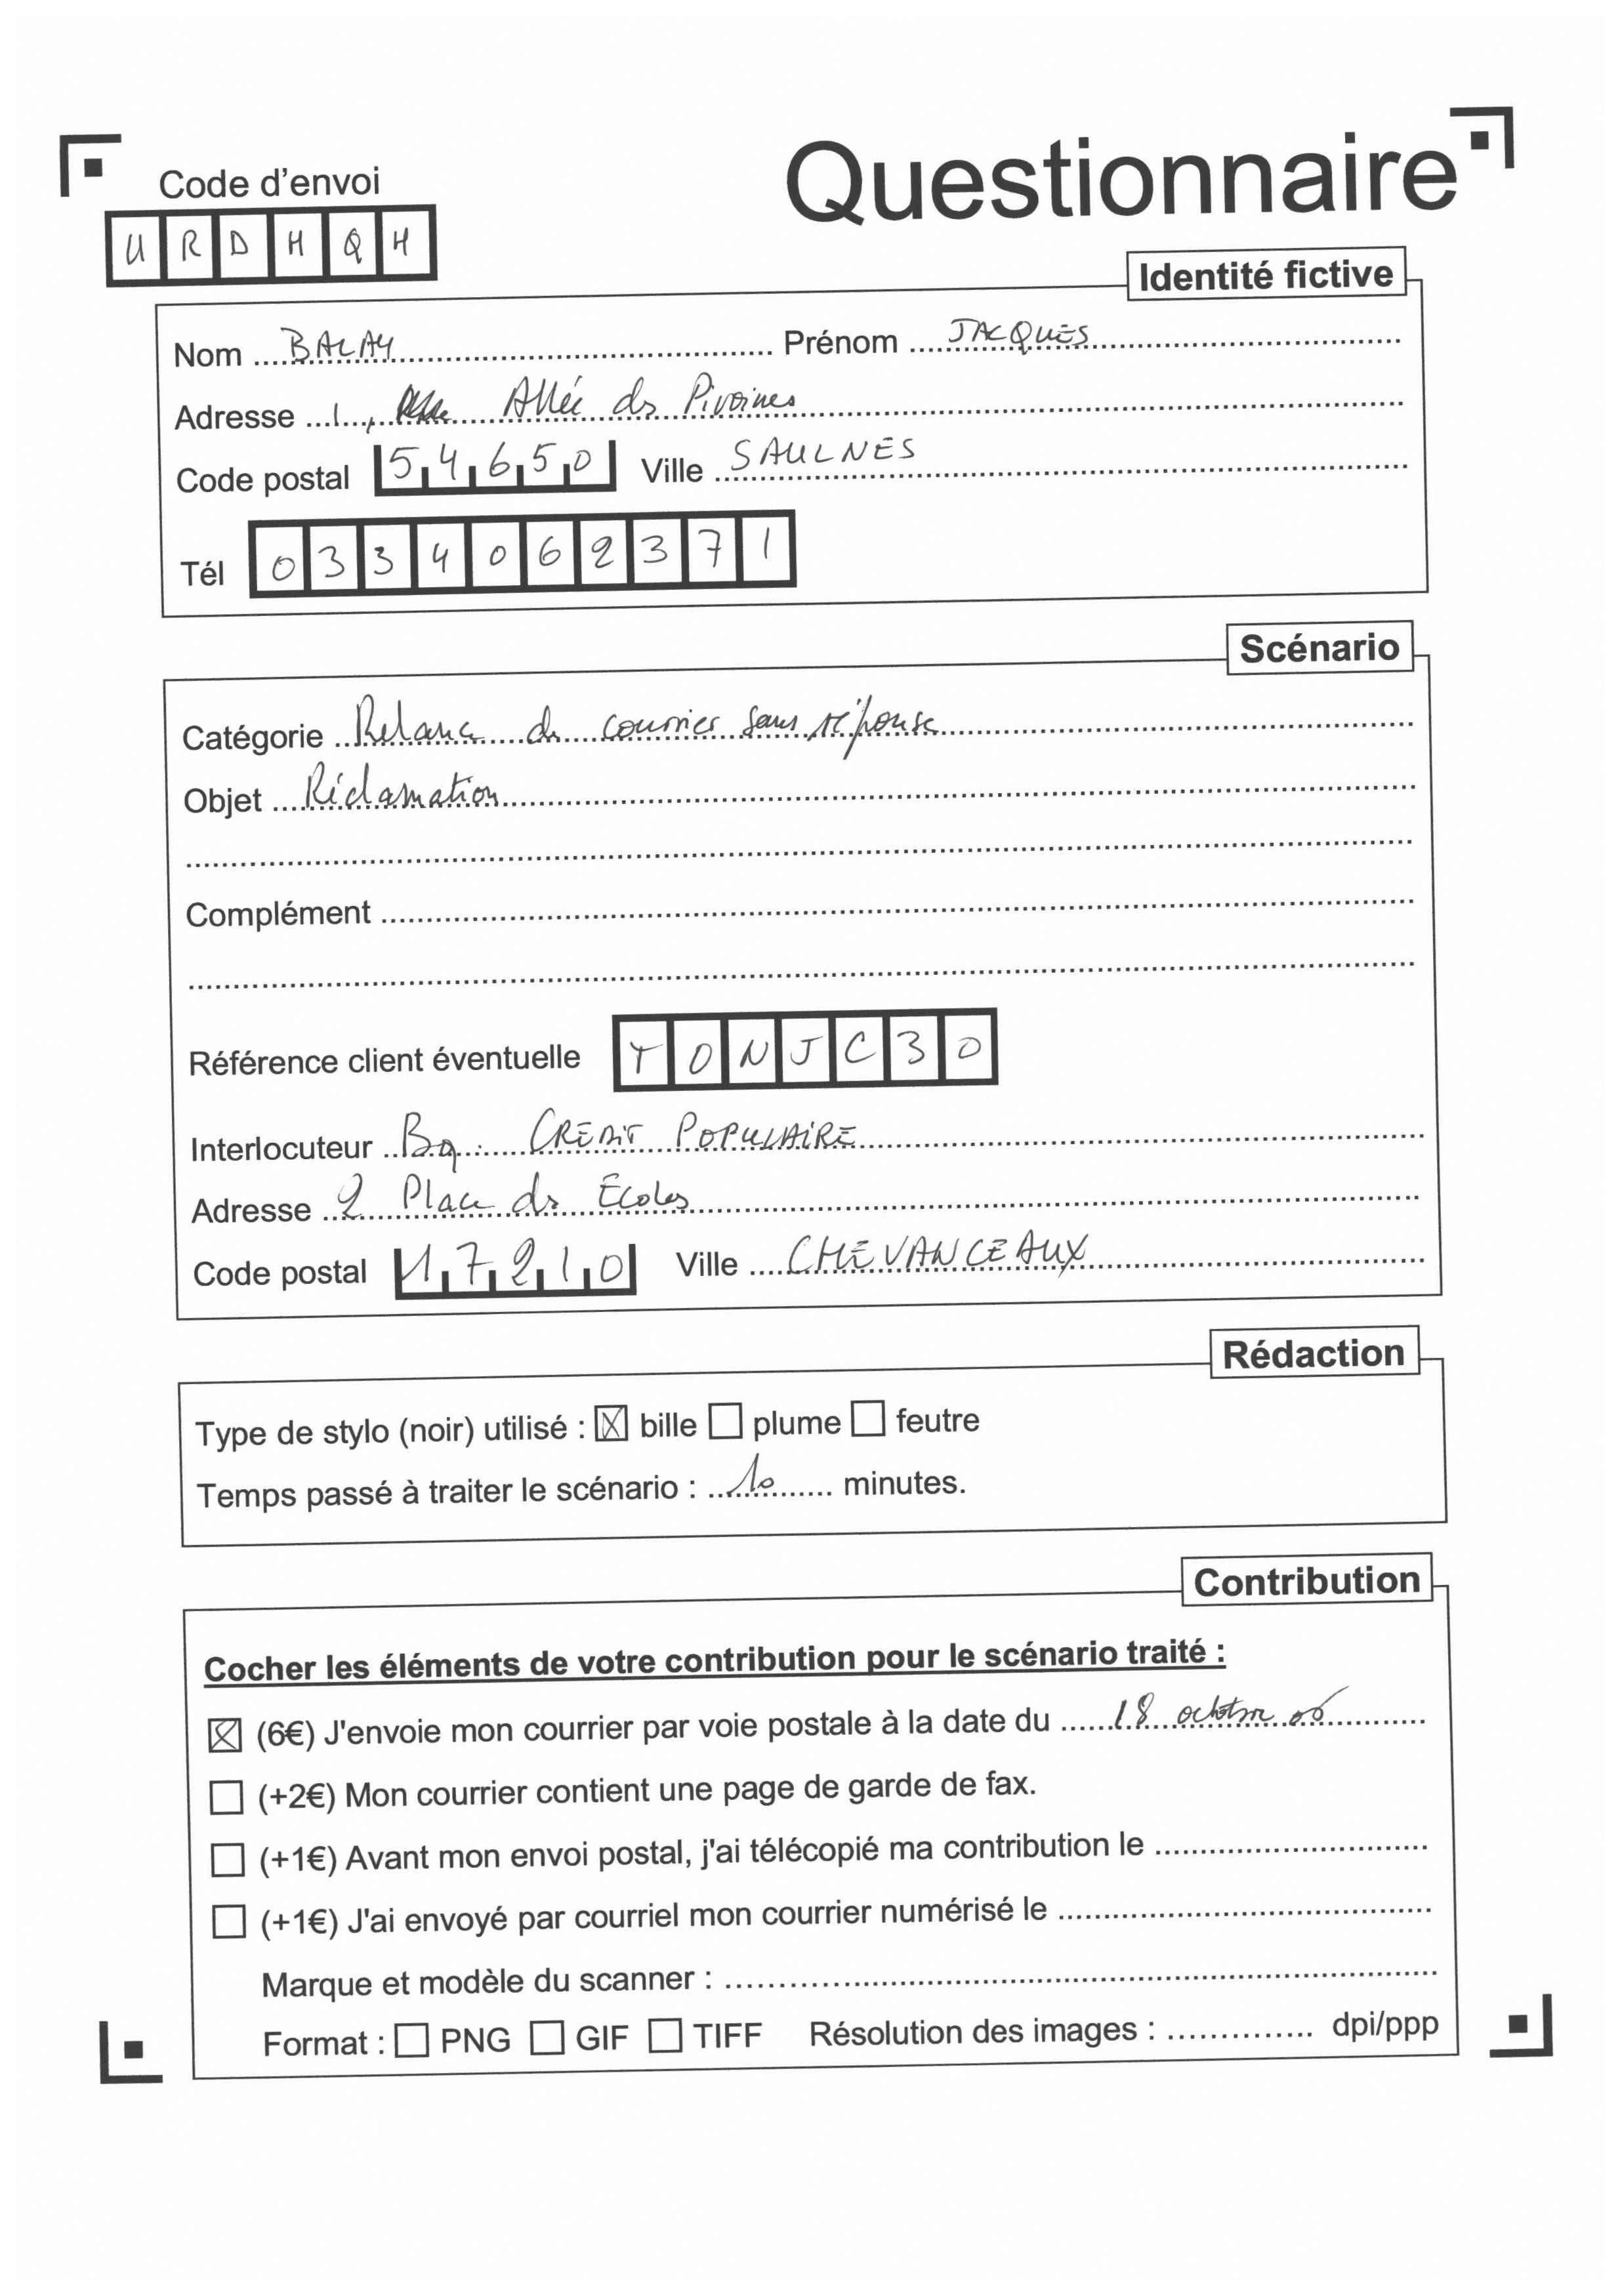 Questionnaire
Code d'envoi
U R D H Q H
Identité fictive
Nom BALAY Prénom JACQUES
Adresse 1, Allée des Pivoines
Code postal 54650 Ville SAULNES
Tél 0334062371
Scénario
Catégorie Relance de courrier sans réponse
Objet Réclamation
Complément
Référence client éventuelle YONJC30
Interlocuteur Bq. CREDIT POPULAIRE
Adresse 2 Place des Écoles
Code postal 17210 Ville CHEVANCEAUX
Rédaction
Type de stylo (noir) utilisé : ☒ bille ☐ plume ☐ feutre
Temps passé à traiter le scénario : 10 minutes.
Contribution
Cocher les éléments de votre contribution pour le scénario traité :
☒ (6€) J'envoie mon courrier par voie postale à la date du 18 octobre 06
☐ (+2€) Mon courrier contient une page de garde de fax.
☐ (+1€) Avant mon envoi postal, j'ai télécopié ma contribution le
☐ (+1€) J'ai envoyé par courriel mon courrier numérisé le
Marque et modèle du scanner :
Format : ☐ PNG ☐ GIF ☐ TIFF Résolution des images : dpi/ppp